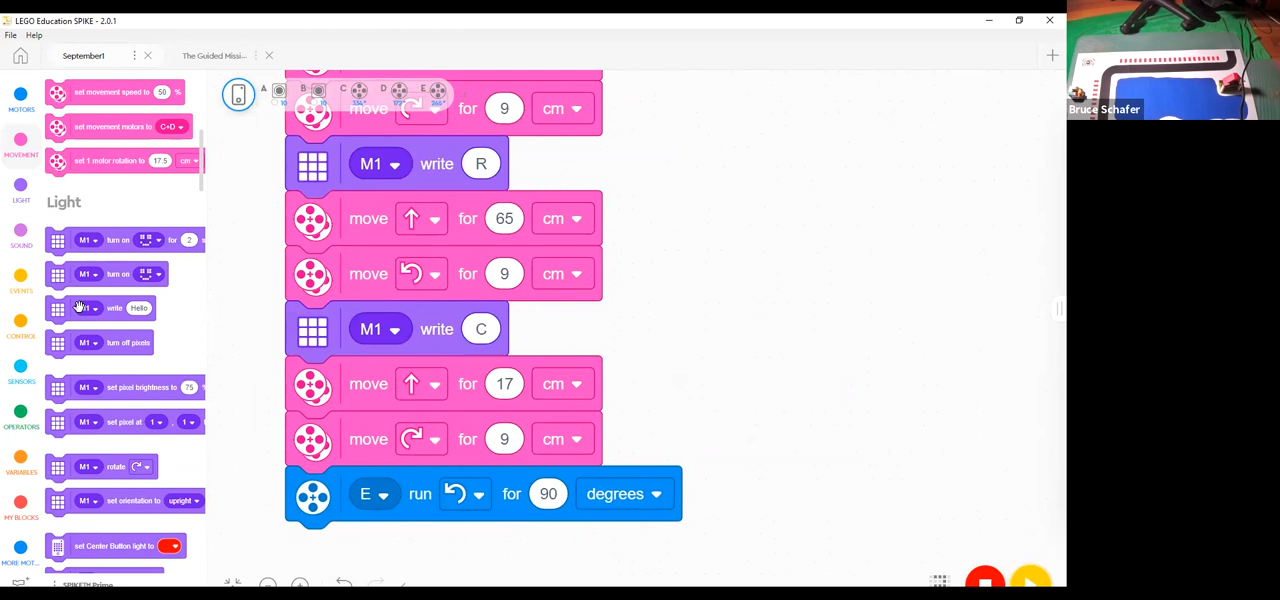 LEGO Education SPIKE - 2.0.1
File Help
September1
The Guided Missi...
MOTORS
MOVEMENT
LIGHT
SOUND
EVENTS
CONTROL
SENSORS
OPERATORS
VARIABLES
MY BLOCKS
MORE MOT...
set movement speed to 50 %
set movement motors to C+D
set 1 motor rotation to 17.5 cm
Light
M1 turn on for 2 s
M1 turn on
M1 write Hello
M1 turn off pixels
M1 set pixel brightness to 75
M1 set pixel at 1 , 1
M1 rotate
M1 set orientation to upright
set Center Button light to
SPIKE™ Prime
A B C D E
move for 9 cm
M1 write R
move for 65 cm
move for 9 cm
M1 write C
move for 17 cm
move for 9 cm
E run for 90 degrees
Bruce Schafer